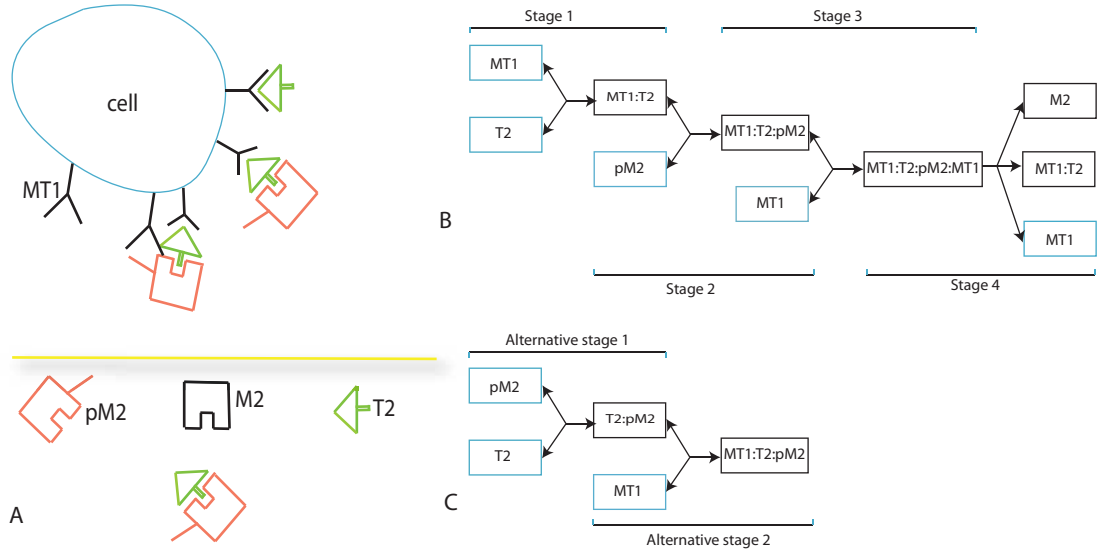 cell
MT1
pM2
M2
T2
A
Stage 1
Stage 3
MT1
T2
MT1:T2
pM2
MT1:T2:pM2
MT1
MT1:T2:pM2:MT1
M2
MT1:T2
MT1
B
Stage 2
Stage 4
Alternative stage 1
pM2
T2
T2:pM2
MT1
MT1:T2:pM2
C
Alternative stage 2